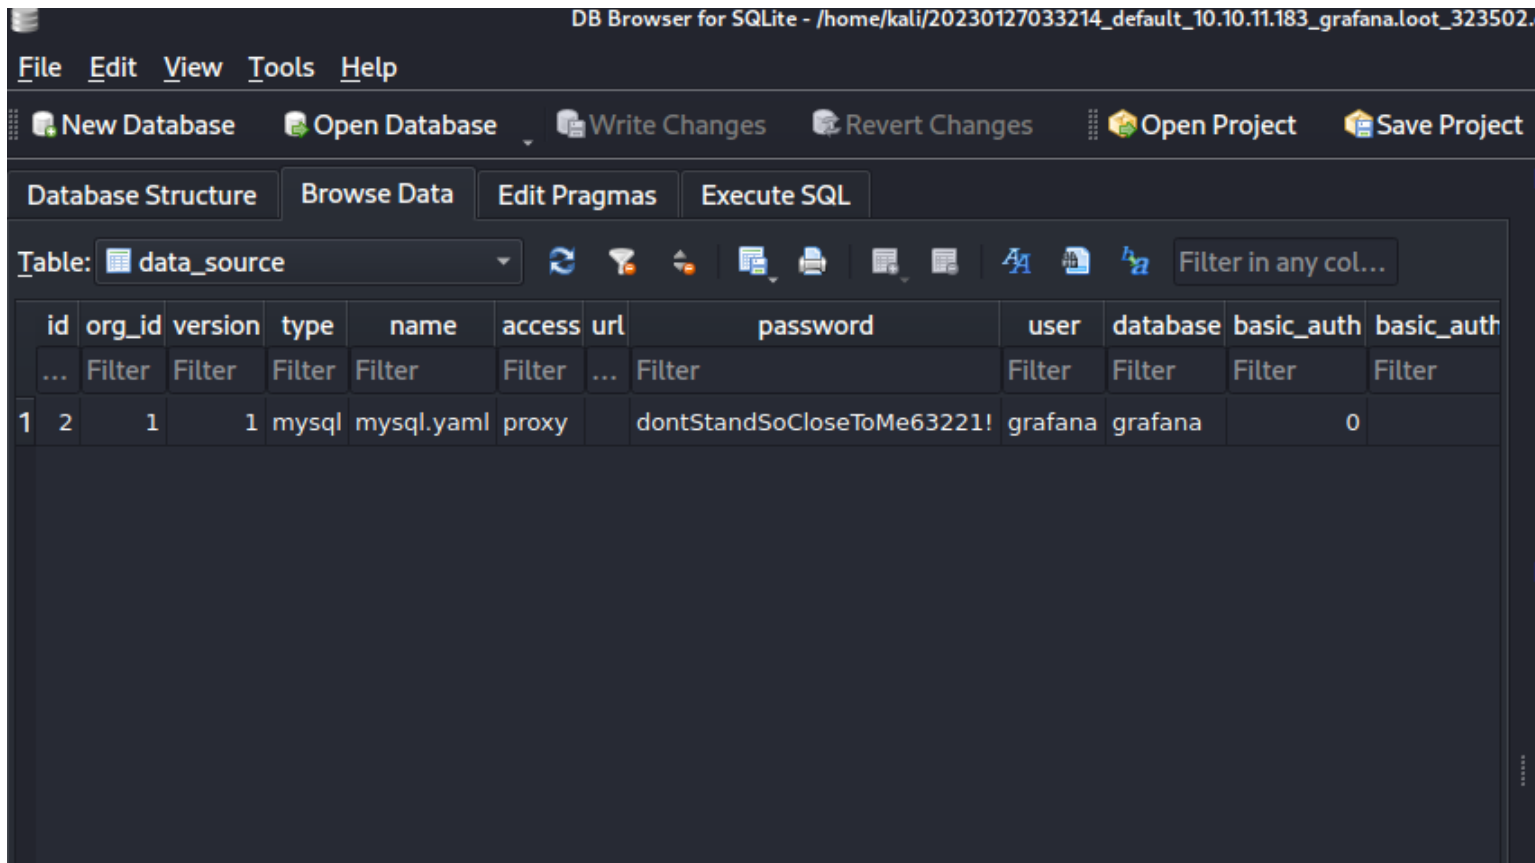 DB Browser for SQLite - /home/kali/20230127033214_default_10.10.11.183_grafana.loot_323502.
File Edit View Tools Help
New Database Open Database Write Changes Revert Changes Open Project Save Project
Database Structure Browse Data Edit Pragmas Execute SQL
Table: data_source Filter in any col...
id org_id version type name access url password user database basic_auth basic_auth
... Filter Filter Filter Filter Filter ... Filter Filter Filter Filter Filter
1 2 1 1 mysql mysql.yaml proxy dontStandSoCloseToMe63221! grafana grafana 0